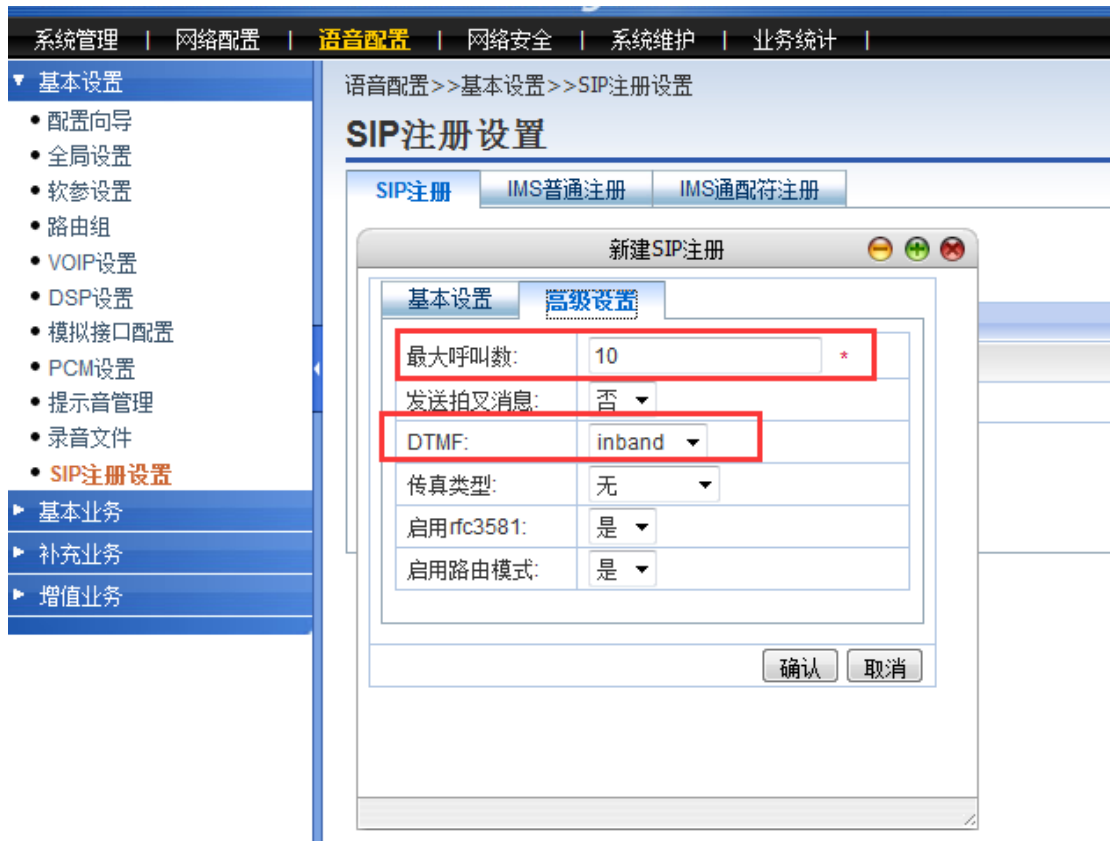 系统管理 | 网络配置 | 语音配置 | 网络安全 | 系统维护 | 业务统计 |
基本设置
配置向导
全局设置
软参设置
路由组
VOIP设置
DSP设置
模拟接口配置
PCM设置
提示音管理
录音文件
SIP注册设置
基本业务
补充业务
增值业务
语音配置>>基本设置>>SIP注册设置
SIP注册设置
SIP注册 IMS普通注册 IMS通配符注册
新建SIP注册
基本设置 高级设置
最大呼叫数: 10 *
发送拍叉消息: 否
DTMF: inband
传真类型: 无
启用rfc3581: 是
启用路由模式: 是
确认 取消